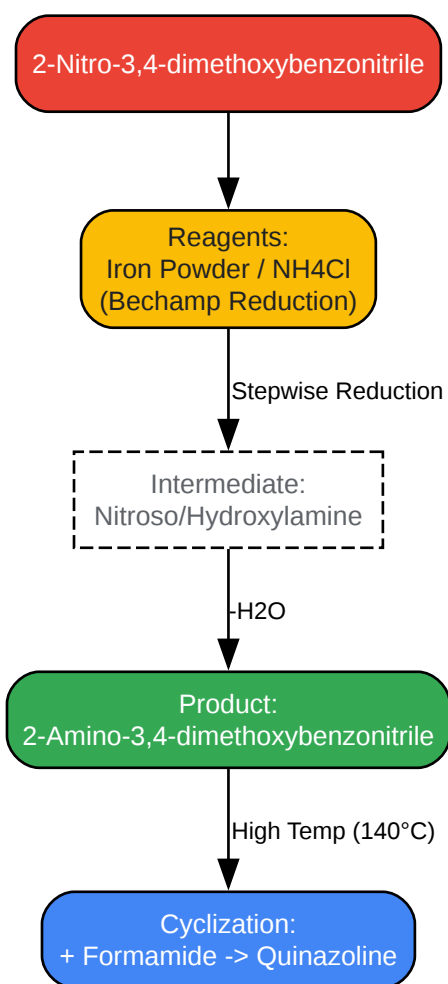 2-Nitro-3,4-dimethoxybenzonitrile
Reagents:
Iron Powder / NH4Cl
(Bechamp Reduction)
Stepwise Reduction
Intermediate:
Nitroso/Hydroxylamine
-H2O
Product:
2-Amino-3,4-dimethoxybenzonitrile
High Temp (140°C)
Cyclization:
+ Formamide -> Quinazoline